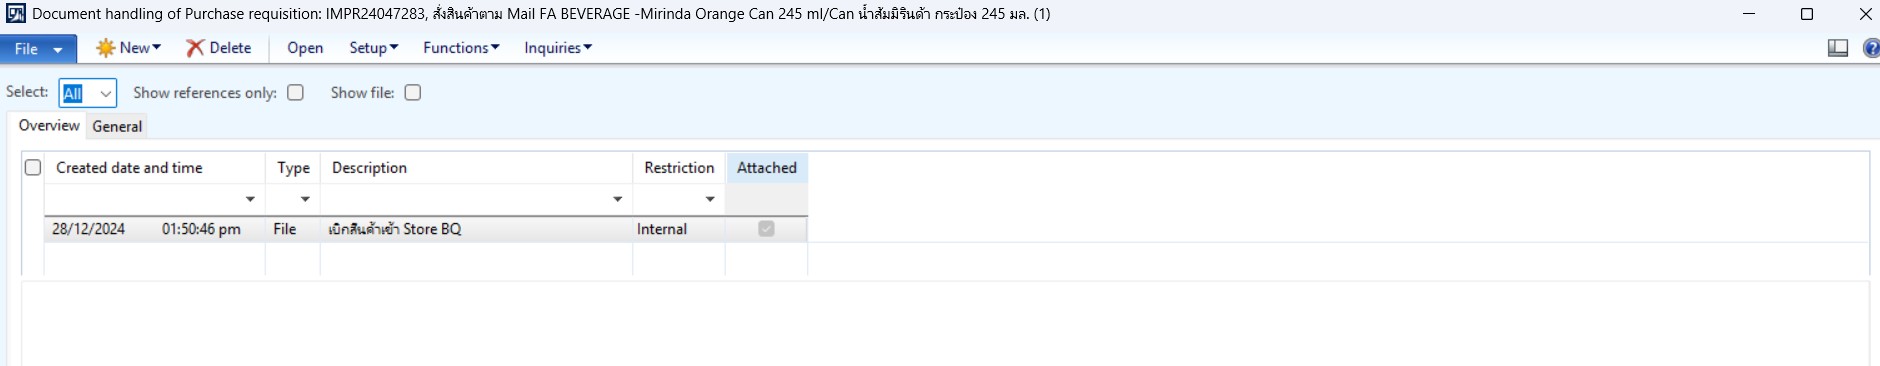 Document handling of Purchase requisition: IMPR24047283, สั่งสินค้าตาม Mail FA BEVERAGE -Mirinda Orange Can 245 ml/Can น้ำส้มมิรินด้า กระป๋อง 245 มล. (1)
File New Delete Open Setup Functions Inquiries
Select: All Show references only: Show file:
Overview General
Created date and time Type Description Restriction Attached
28/12/2024 01:50:46 pm File เบิกสินค้าเข้า Store BQ Internal